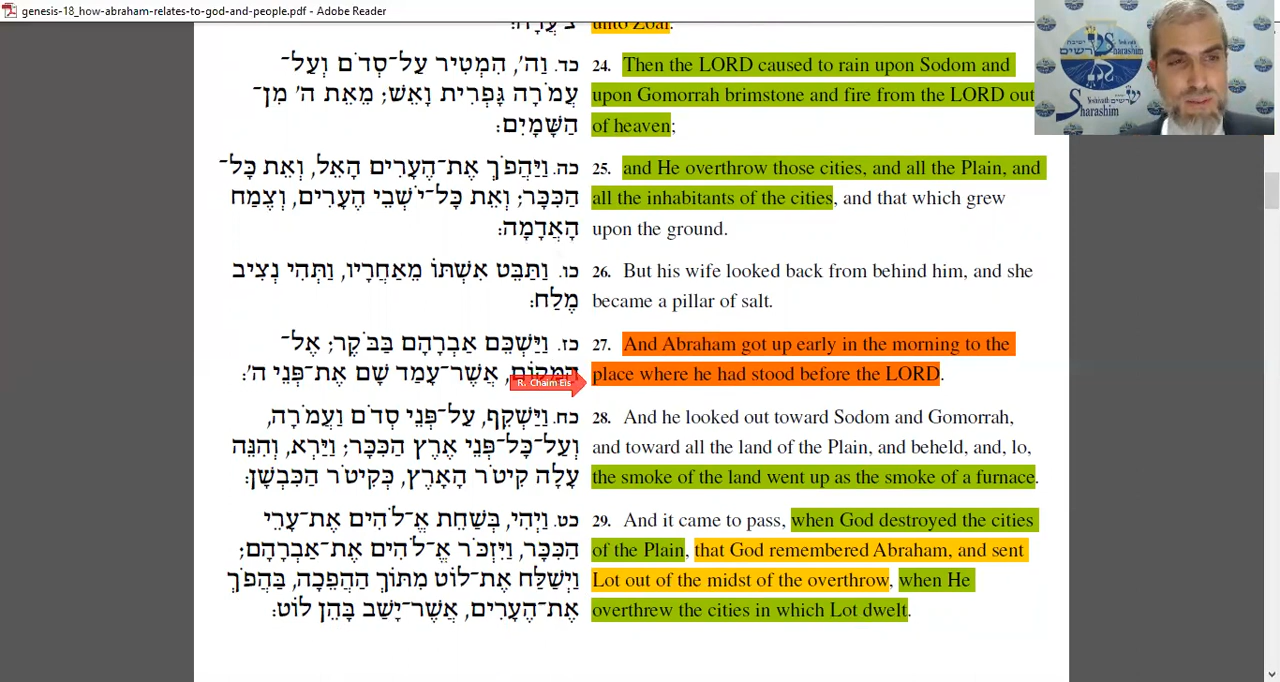 genesis-18_how-abraham-relates-to-god-and-people.pdf - Adobe Reader
unto Zoar.
כד. וַה', הִמְטִיר עַל־סְדֹם וְעַל־
עֲמֹרָה גָּפְרִית וָאֵשׁ; מֵאֵת ה' מִן־
הַשָּׁמָיִם:
24. Then the LORD caused to rain upon Sodom and
upon Gomorrah brimstone and fire from the LORD out
of heaven;
כה. וַיַּהֲפֹךְ אֶת־הֶעָרִים הָאֵל, וְאֵת כָּל־
הַכִּכָּר; וְאֵת כָּל־יֹשְׁבֵי הֶעָרִים, וְצֶמַח
הָאֲדָמָה:
25. and He overthrow those cities, and all the Plain, and
all the inhabitants of the cities, and that which grew
upon the ground.
כו. וַתַּבֵּט אִשְׁתּוֹ מֵאַחֲרָיו, וַתְּהִי נְצִיב
מֶלַח:
26. But his wife looked back from behind him, and she
became a pillar of salt.
כז. וַיַּשְׁכֵּם אַבְרָהָם בַּבֹּקֶר; אֶל־
הַמָּקוֹם, אֲשֶׁר־עָמַד שָׁם אֶת־פְּנֵי ה':
27. And Abraham got up early in the morning to the
place where he had stood before the LORD.
R. Chaim Eis
כח. וַיַּשְׁקֵף, עַל־פְּנֵי סְדֹם וַעֲמֹרָה,
וְעַל־כָּל־פְּנֵי אֶרֶץ הַכִּכָּר; וַיַּרְא, וְהִנֵּה
עָלָה קִיטֹר הָאָרֶץ, כְּקִיטֹר הַכִּבְשָׁן:
28. And he looked out toward Sodom and Gomorrah,
and toward all the land of the Plain, and beheld, and, lo,
the smoke of the land went up as the smoke of a furnace.
כט. וַיְהִי, בְּשַׁחֵת אֱ־לֹהִים אֶת־עָרֵי
הַכִּכָּר, וַיִּזְכֹּר אֱ־לֹהִים אֶת־אַבְרָהָם;
וַיְשַׁלַּח אֶת־לוֹט מִתּוֹךְ הַהֲפֵכָה, בַּהֲפֹךְ
אֶת־הֶעָרִים, אֲשֶׁר־יָשַׁב בָּהֵן לוֹט:
29. And it came to pass, when God destroyed the cities
of the Plain, that God remembered Abraham, and sent
Lot out of the midst of the overthrow, when He
overthrew the cities in which Lot dwelt.
ישיבת
שרשים
Yeshivath
Sharashim